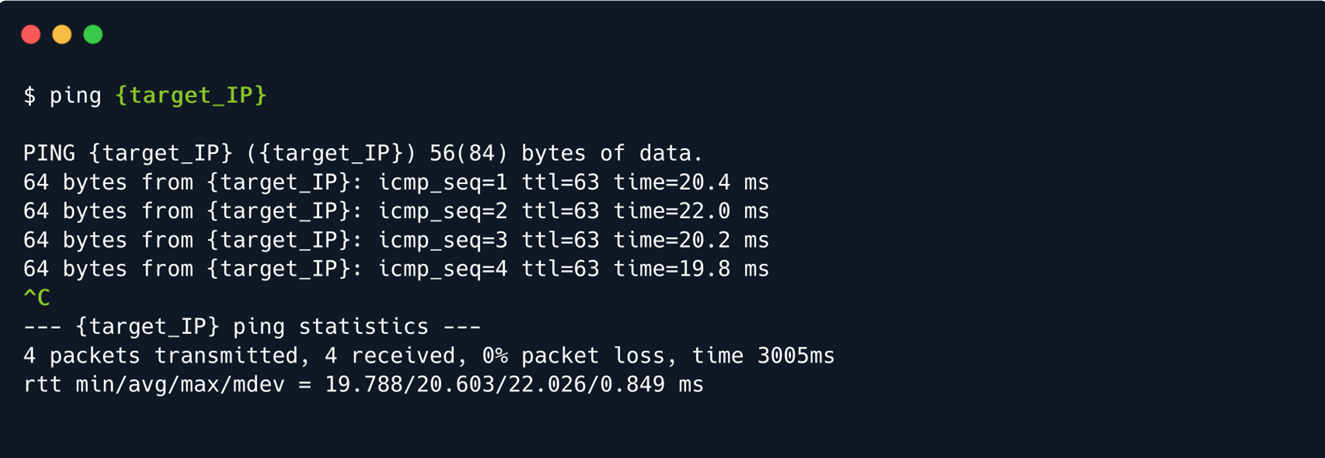 $ ping {target_IP}
PING {target_IP} ({target_IP}) 56(84) bytes of data.
64 bytes from {target_IP}: icmp_seq=1 ttl=63 time=20.4 ms
64 bytes from {target_IP}: icmp_seq=2 ttl=63 time=22.0 ms
64 bytes from {target_IP}: icmp_seq=3 ttl=63 time=20.2 ms
64 bytes from {target_IP}: icmp_seq=4 ttl=63 time=19.8 ms
^C
--- {target_IP} ping statistics ---
4 packets transmitted, 4 received, 0% packet loss, time 3005ms
rtt min/avg/max/mdev = 19.788/20.603/22.026/0.849 ms